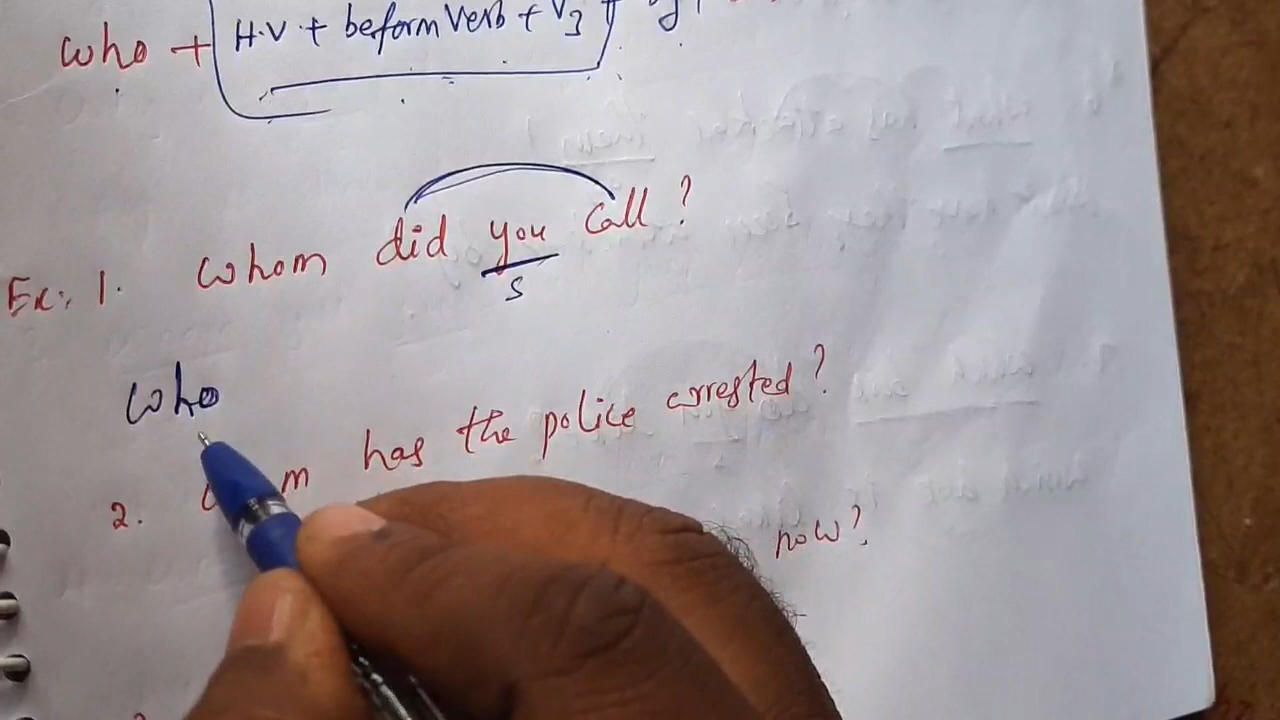 who + H.V + beform Verb + V3 +
Ex: 1. Whom did you call ?
S
who
2. has the police arrested ?
now ?